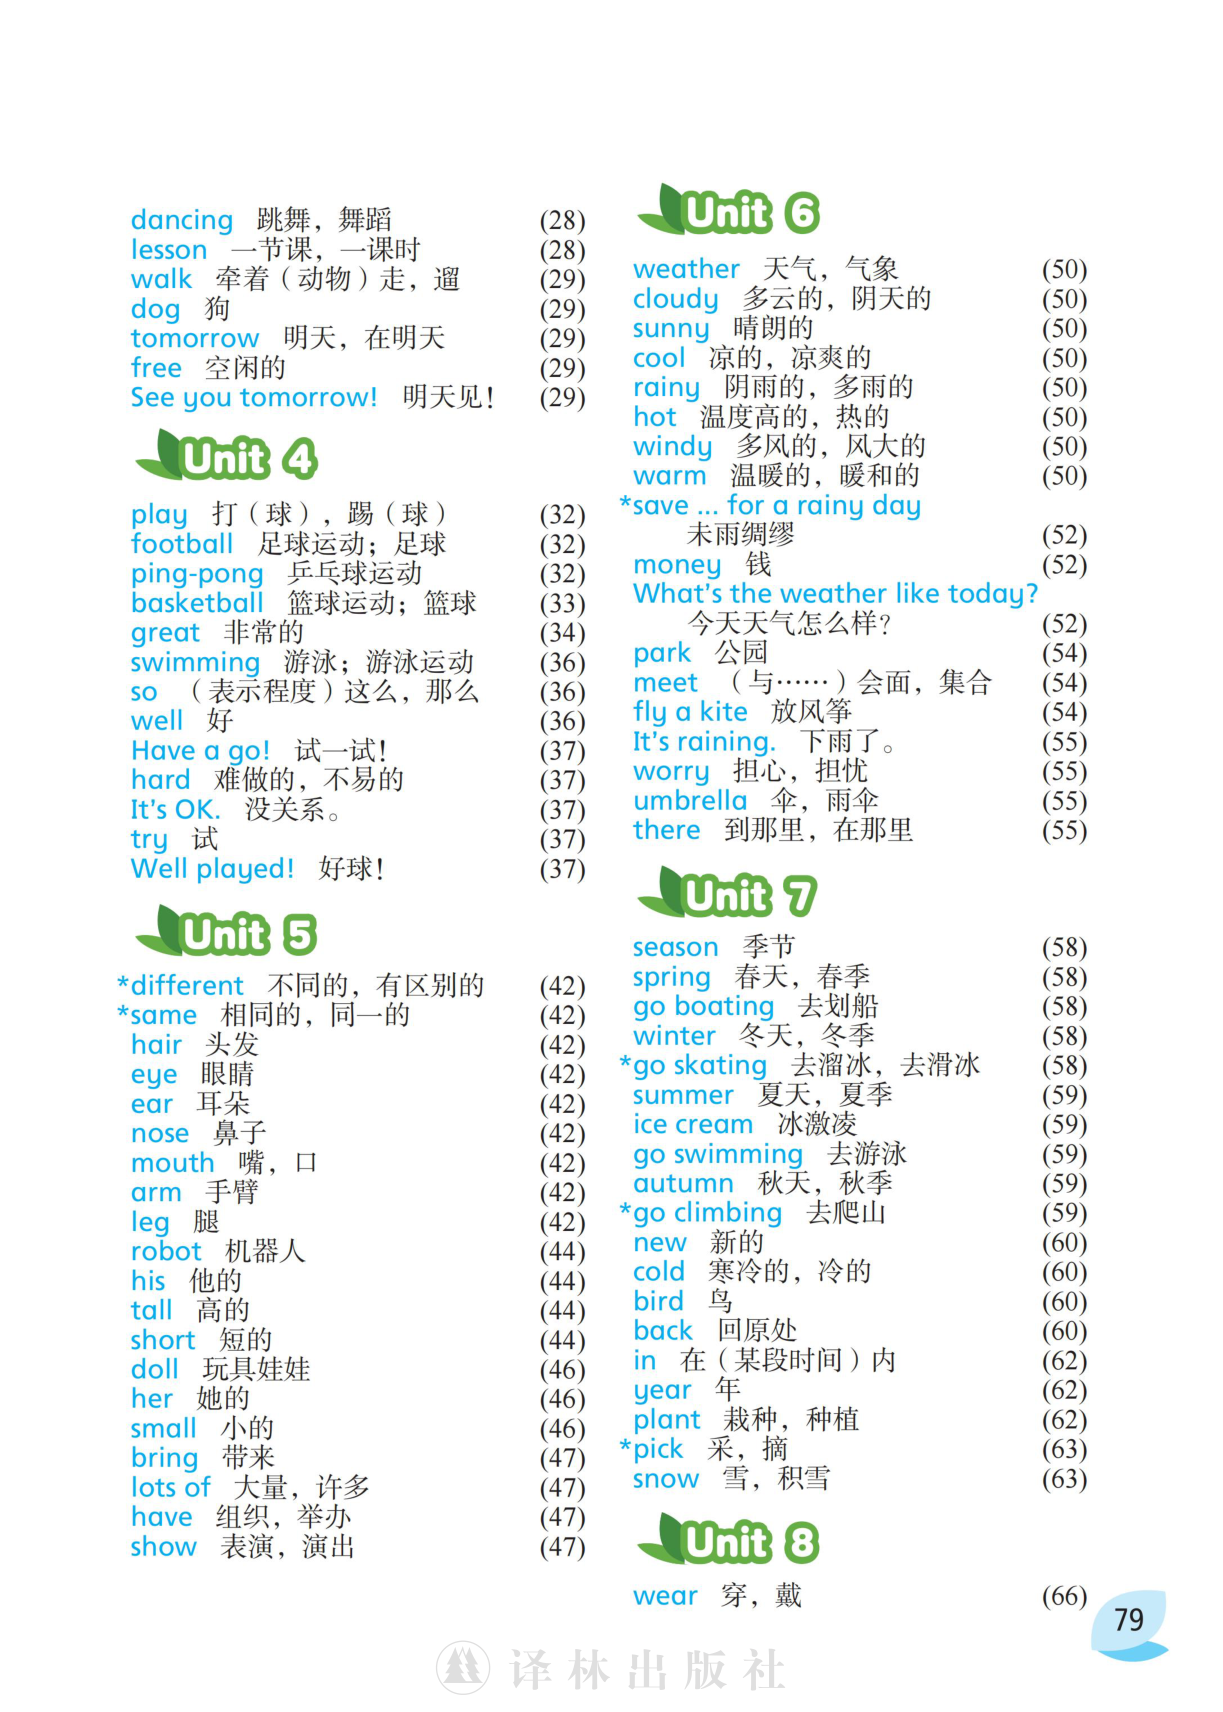 dancing 跳舞，舞蹈 (28)
lesson 一节课，一课时 (28)
walk 牵着（动物）走，遛 (29)
dog 狗 (29)
tomorrow 明天，在明天 (29)
free 空闲的 (29)
See you tomorrow! 明天见！ (29)
Unit 4
play 打（球），踢（球） (32)
football 足球运动；足球 (32)
ping-pong 乒乓球运动 (32)
basketball 篮球运动；篮球 (33)
great 非常的 (34)
swimming 游泳；游泳运动 (36)
so （表示程度）这么，那么 (36)
well 好 (36)
Have a go! 试一试！ (37)
hard 难做的，不易的 (37)
It's OK. 没关系。 (37)
try 试 (37)
Well played! 好球！ (37)
Unit 5
*different 不同的，有区别的 (42)
*same 相同的，同一的 (42)
hair 头发 (42)
eye 眼睛 (42)
ear 耳朵 (42)
nose 鼻子 (42)
mouth 嘴，口 (42)
arm 手臂 (42)
leg 腿 (42)
robot 机器人 (44)
his 他的 (44)
tall 高的 (44)
short 短的 (44)
doll 玩具娃娃 (46)
her 她的 (46)
small 小的 (46)
bring 带来 (47)
lots of 大量，许多 (47)
have 组织，举办 (47)
show 表演，演出 (47)
Unit 6
weather 天气，气象 (50)
cloudy 多云的，阴天的 (50)
sunny 晴朗的 (50)
cool 凉的，凉爽的 (50)
rainy 阴雨的，多雨的 (50)
hot 温度高的，热的 (50)
windy 多风的，风大的 (50)
warm 温暖的，暖和的 (50)
*save ... for a rainy day
未雨绸缪 (52)
money 钱 (52)
What's the weather like today?
今天天气怎么样？ (52)
park 公园 (54)
meet （与……）会面，集合 (54)
fly a kite 放风筝 (54)
It's raining. 下雨了。 (55)
worry 担心，担忧 (55)
umbrella 伞，雨伞 (55)
there 到那里，在那里 (55)
Unit 7
season 季节 (58)
spring 春天，春季 (58)
go boating 去划船 (58)
winter 冬天，冬季 (58)
*go skating 去溜冰，去滑冰 (58)
summer 夏天，夏季 (59)
ice cream 冰激凌 (59)
go swimming 去游泳 (59)
autumn 秋天，秋季 (59)
*go climbing 去爬山 (59)
new 新的 (60)
cold 寒冷的，冷的 (60)
bird 鸟 (60)
back 回原处 (60)
in 在（某段时间）内 (62)
year 年 (62)
plant 栽种，种植 (62)
*pick 采，摘 (63)
snow 雪，积雪 (63)
Unit 8
wear 穿，戴 (66)
79
译林出版社